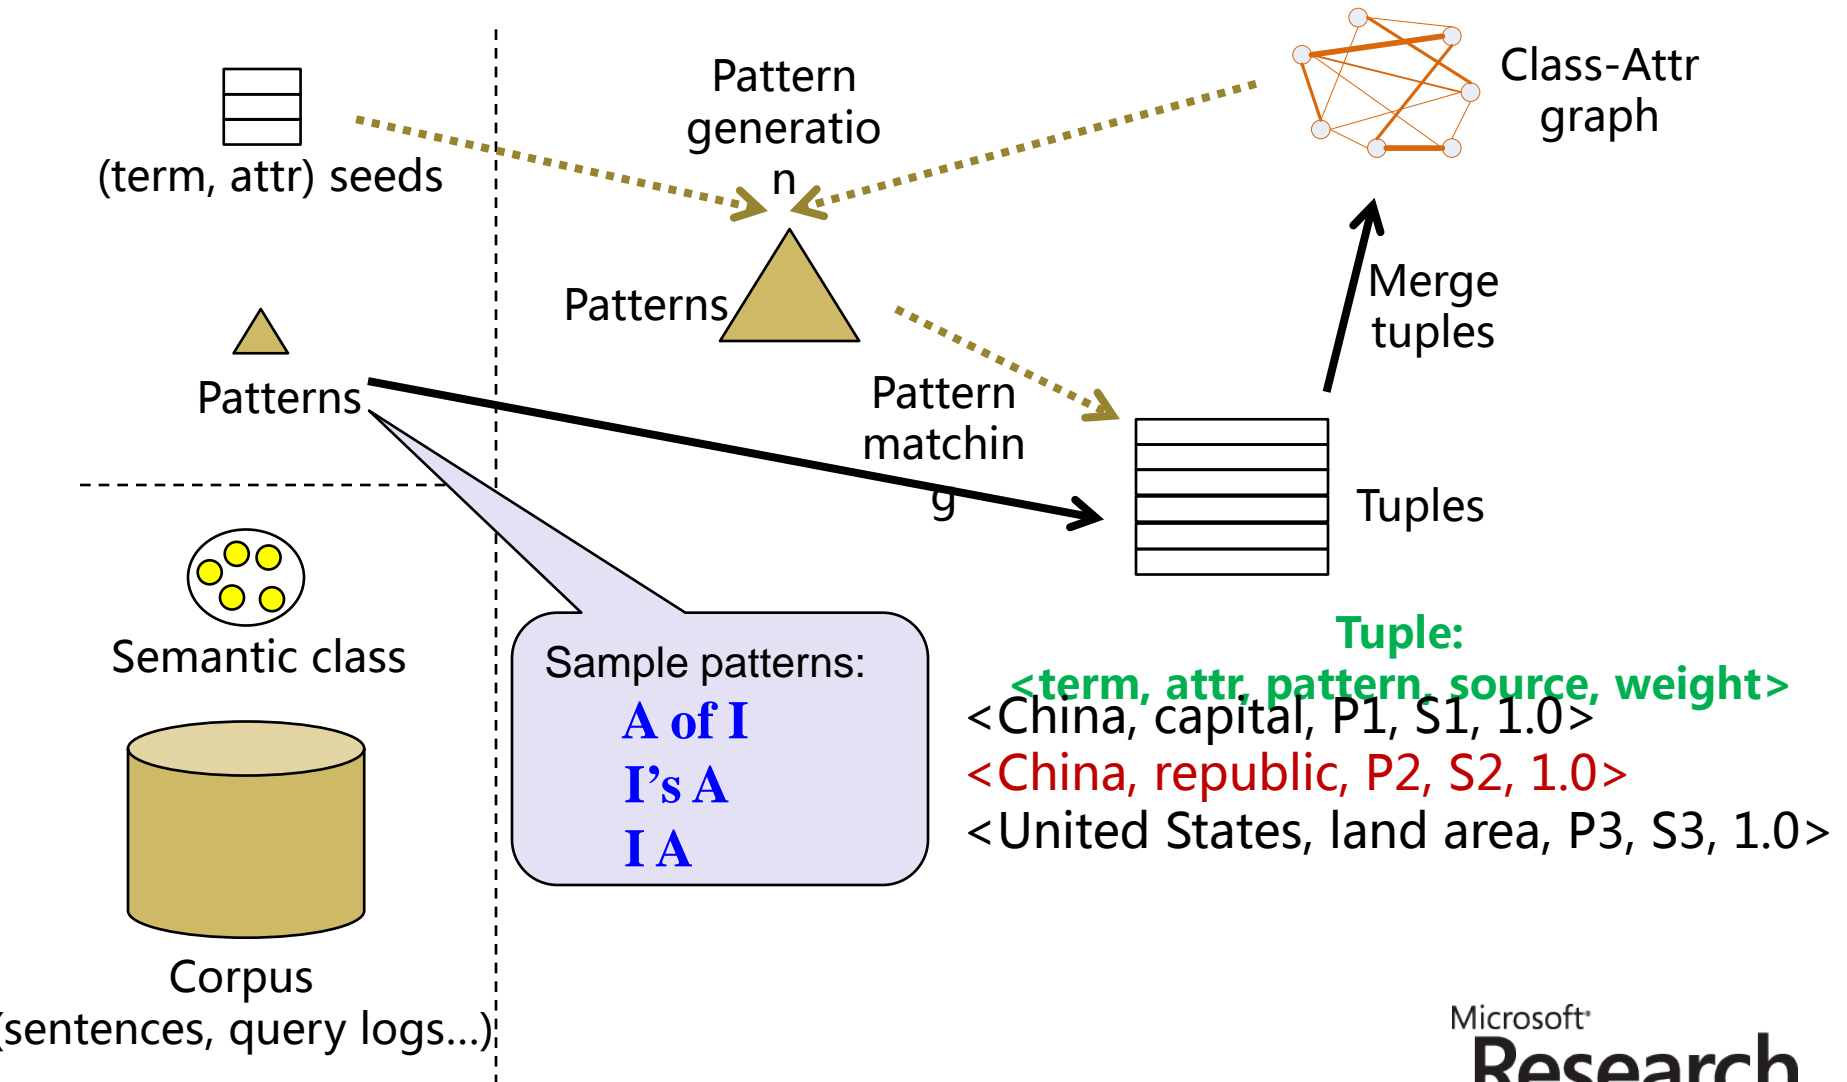 (term, attr) seeds
Patterns
Semantic class
Corpus
(sentences, query logs...)
Pattern
generatio
n
Patterns
Pattern
matchin
g
Class-Attr
graph
Merge
tuples
Tuples
Sample patterns:
A of I
I's A
I A
Tuple:
<term, attr, pattern, source, weight>
<China, capital, P1, S1, 1.0>
<China, republic, P2, S2, 1.0>
<United States, land area, P3, S3, 1.0>
Microsoft®
Research